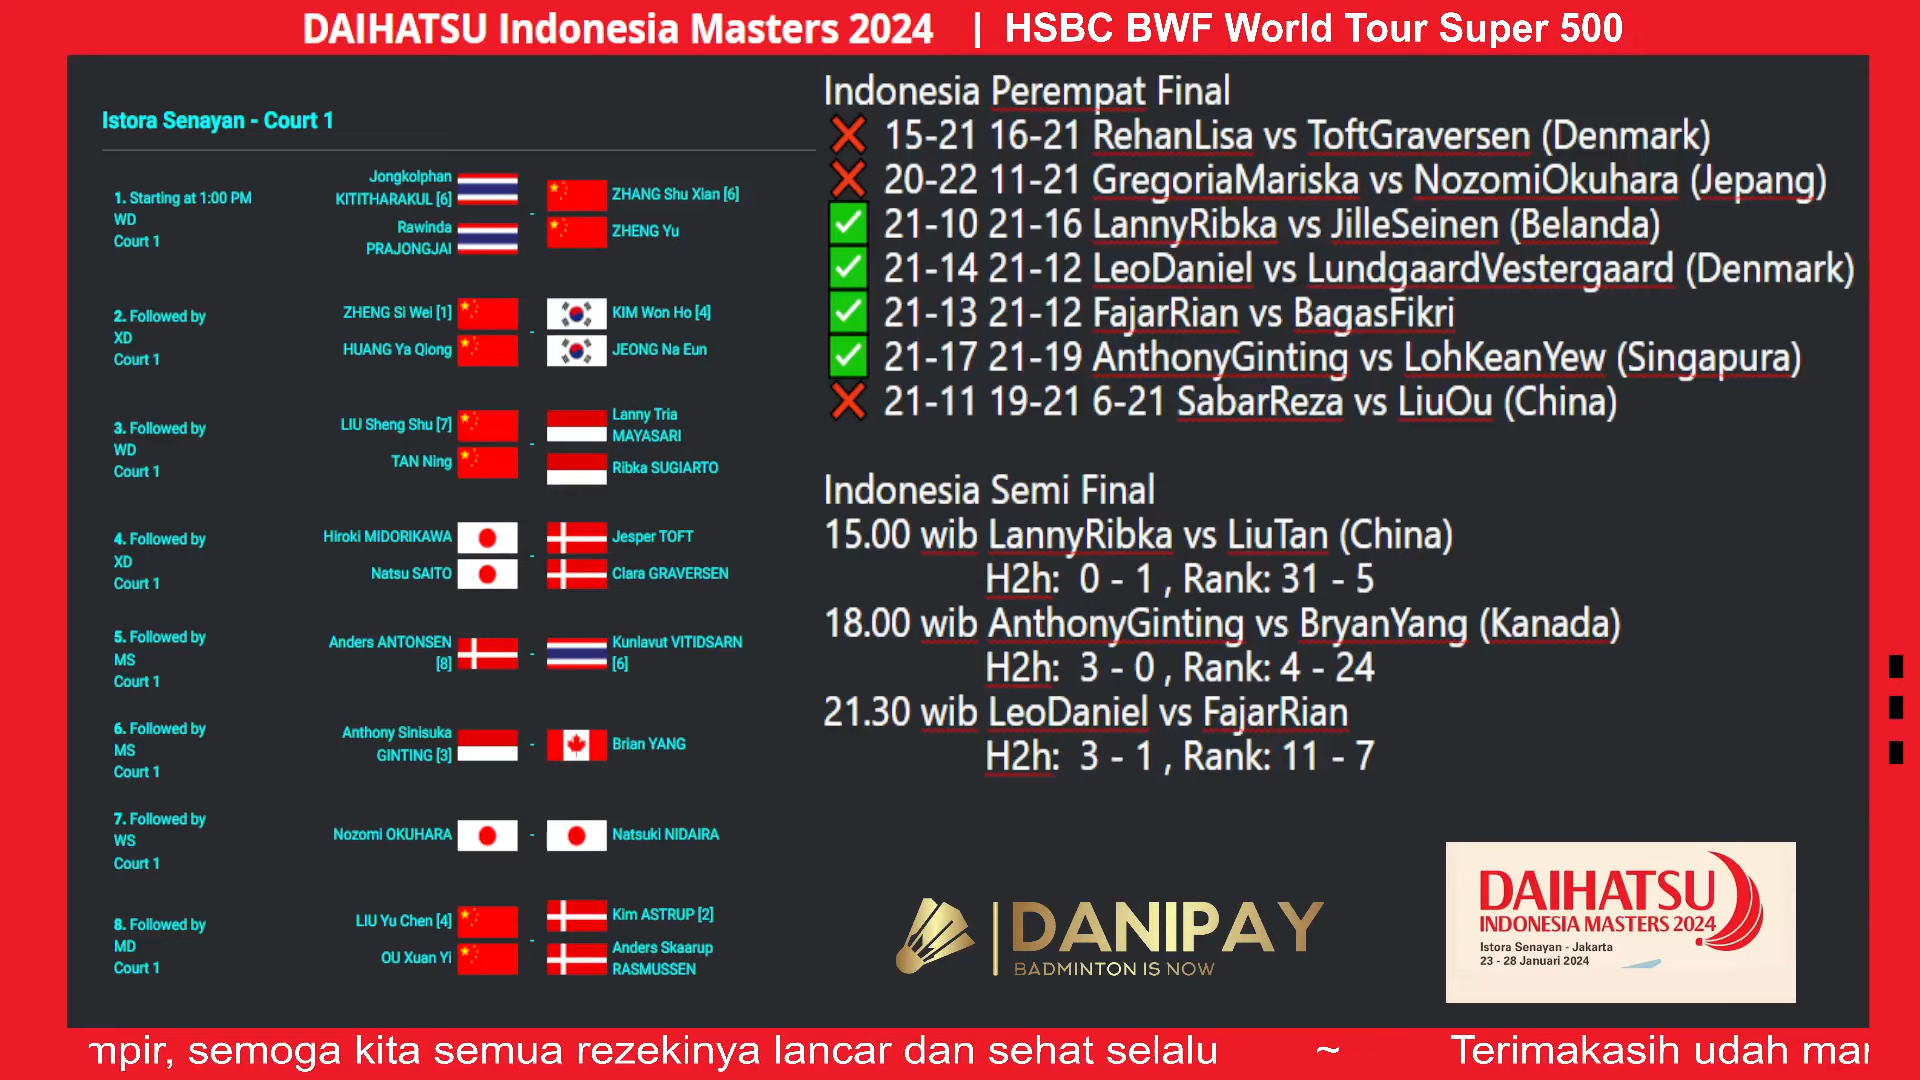 DAIHATSU Indonesia Masters 2024 | HSBC BWF World Tour Super 500
Istora Senayan - Court 1
1. Starting at 1:00 PM
WD
Court 1
Jongkolphan
KITITHARAKUL [6]
Rawinda
PRAJONGJAI
-
ZHANG Shu Xian [6]
ZHENG Yu
2. Followed by
XD
Court 1
ZHENG Si Wei [1]
HUANG Ya Qiong
-
KIM Won Ho [4]
JEONG Na Eun
3. Followed by
WD
Court 1
LIU Sheng Shu [7]
TAN Ning
-
Lanny Tria
MAYASARI
Ribka SUGIARTO
4. Followed by
XD
Court 1
Hiroki MIDORIKAWA
Natsu SAITO
-
Jesper TOFT
Clara GRAVERSEN
5. Followed by
MS
Court 1
Anders ANTONSEN
[8]
-
Kunlavut VITIDSARN
[6]
6. Followed by
MS
Court 1
Anthony Sinisuka
GINTING [3]
-
Brian YANG
7. Followed by
WS
Court 1
Nozomi OKUHARA
-
Natsuki NIDAIRA
8. Followed by
MD
Court 1
LIU Yu Chen [4]
OU Xuan Yi
-
Kim ASTRUP [2]
Anders Skaarup
RASMUSSEN
Indonesia Perempat Final
❌ 15-21 16-21 RehanLisa vs ToftGraversen (Denmark)
❌ 20-22 11-21 GregoriaMariska vs NozomiOkuhara (Jepang)
✅ 21-10 21-16 LannyRibka vs JilleSeinen (Belanda)
✅ 21-14 21-12 LeoDaniel vs LundgaardVestergaard (Denmark)
✅ 21-13 21-12 FajarRian vs BagasFikri
✅ 21-17 21-19 AnthonyGinting vs LohKeanYew (Singapura)
❌ 21-11 19-21 6-21 SabarReza vs LiuOu (China)
Indonesia Semi Final
15.00 wib LannyRibka vs LiuTan (China)
H2h: 0 - 1 , Rank: 31 - 5
18.00 wib AnthonyGinting vs BryanYang (Kanada)
H2h: 3 - 0 , Rank: 4 - 24
21.30 wib LeoDaniel vs FajarRian
H2h: 3 - 1 , Rank: 11 - 7
DANIPAY
BADMINTON IS NOW
DAIHATSU
INDONESIA MASTERS 2024
Istora Senayan - Jakarta
23 - 28 Januari 2024
mpir, semoga kita semua rezekinya lancar dan sehat selalu ~ Terimakasih udah mam